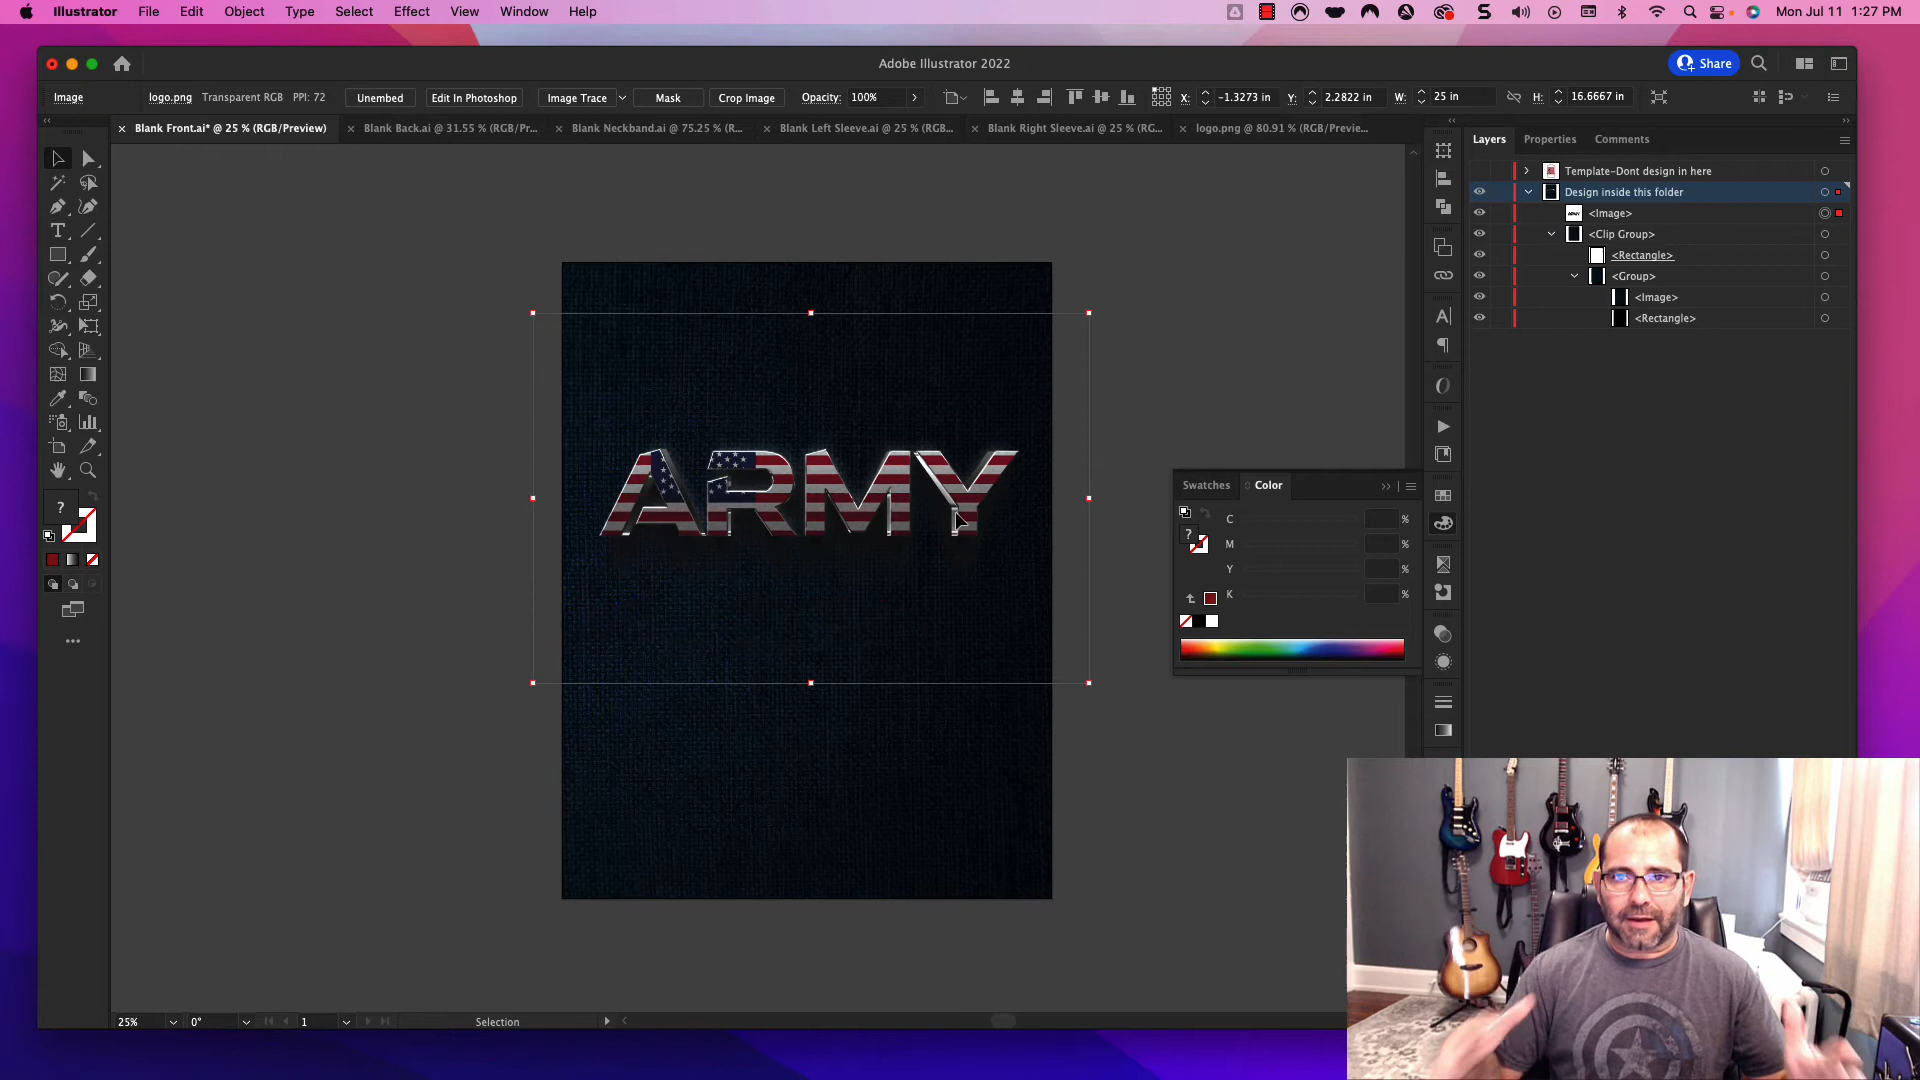 Illustrator File Edit Object Type Select Effect View Window Help
Mon Jul 11 1:27 PM
Adobe Illustrator 2022
Share
Image
logo.png Transparent RGB PPI: 72 Unembed Edit In Photoshop Image Trace Mask Crop Image Opacity: 100% X: -1.3273 in Y: 2.2822 in W: 25 in H: 16.6667 in
× Blank Front.ai* @ 25 % (RGB/Preview) × Blank Back.ai @ 31.55 % (RGB/Pr... × Blank Neckband.ai @ 75.25 % (R... × Blank Left Sleeve.ai @ 25 % (RGB... × Blank Right Sleeve.ai @ 25 % (RG... × logo.png @ 80.91 % (RGB/Previe...
Layers Properties Comments
Template-Dont design in here
Design inside this folder
<Image>
<Clip Group>
<Rectangle>
<Group>
<Image>
<Rectangle>
ARMY
Swatches Color
C %
M %
Y %
K %
25% 0° 1 Selection